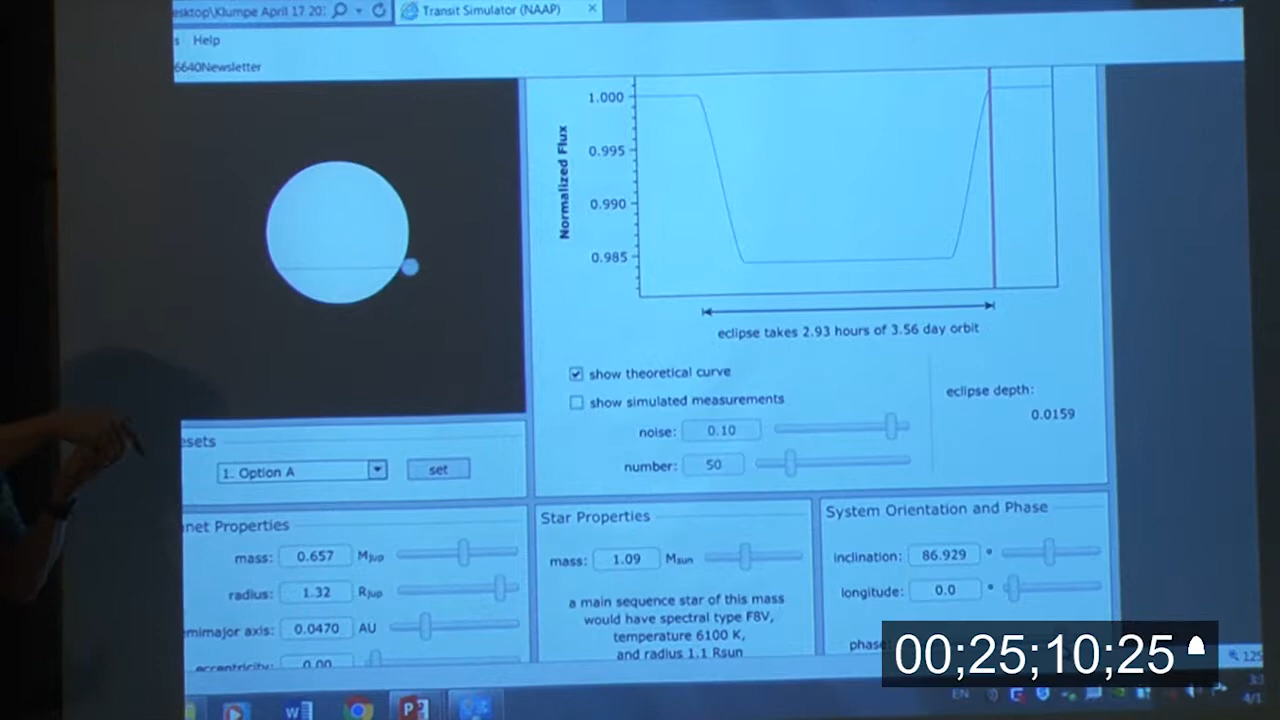 esktop\Klumpe April 17 20:
Transit Simulator (NAAP)
s Help
6640Newsletter
Normalized Flux
1.000
0.995
0.990
0.985
eclipse takes 2.93 hours of 3.56 day orbit
show theoretical curve
show simulated measurements
noise: 0.10
number: 50
eclipse depth:
0.0159
esets
1. Option A
set
net Properties
mass: 0.657 Mjup
radius: 1.32 Rjup
emimajor axis: 0.0470 AU
eccentricity: 0.00
Star Properties
mass: 1.09 Msun
a main sequence star of this mass
would have spectral type F8V,
temperature 6100 K,
and radius 1.1 Rsun
System Orientation and Phase
inclination: 86.929 °
longitude: 0.0 °
phase:
00;25;10;25
125
EN